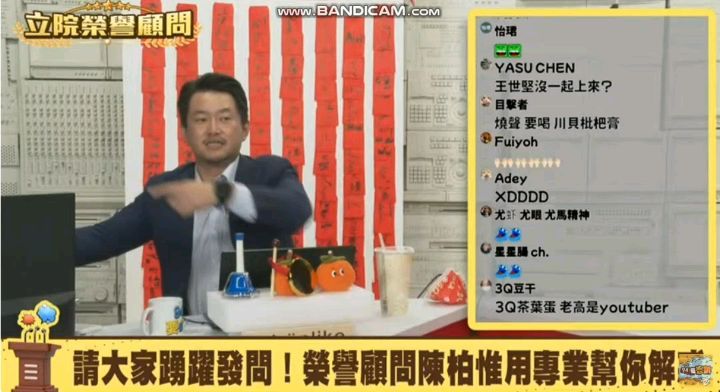 www.BANDICAM.com
立院榮譽顧問
怡珺
YASU CHEN
王世堅沒一起上來?
目擊者
燒聲 要喝 川貝枇杷膏
Fuiyoh
Adey
XDDDD
尤虾 尤眼 尤馬精神
星星腸 ch.
3Q豆干
3Q茶葉蛋 老高是youtuber
請大家踴躍發問！榮譽顧問陳柏惟用專業幫你解